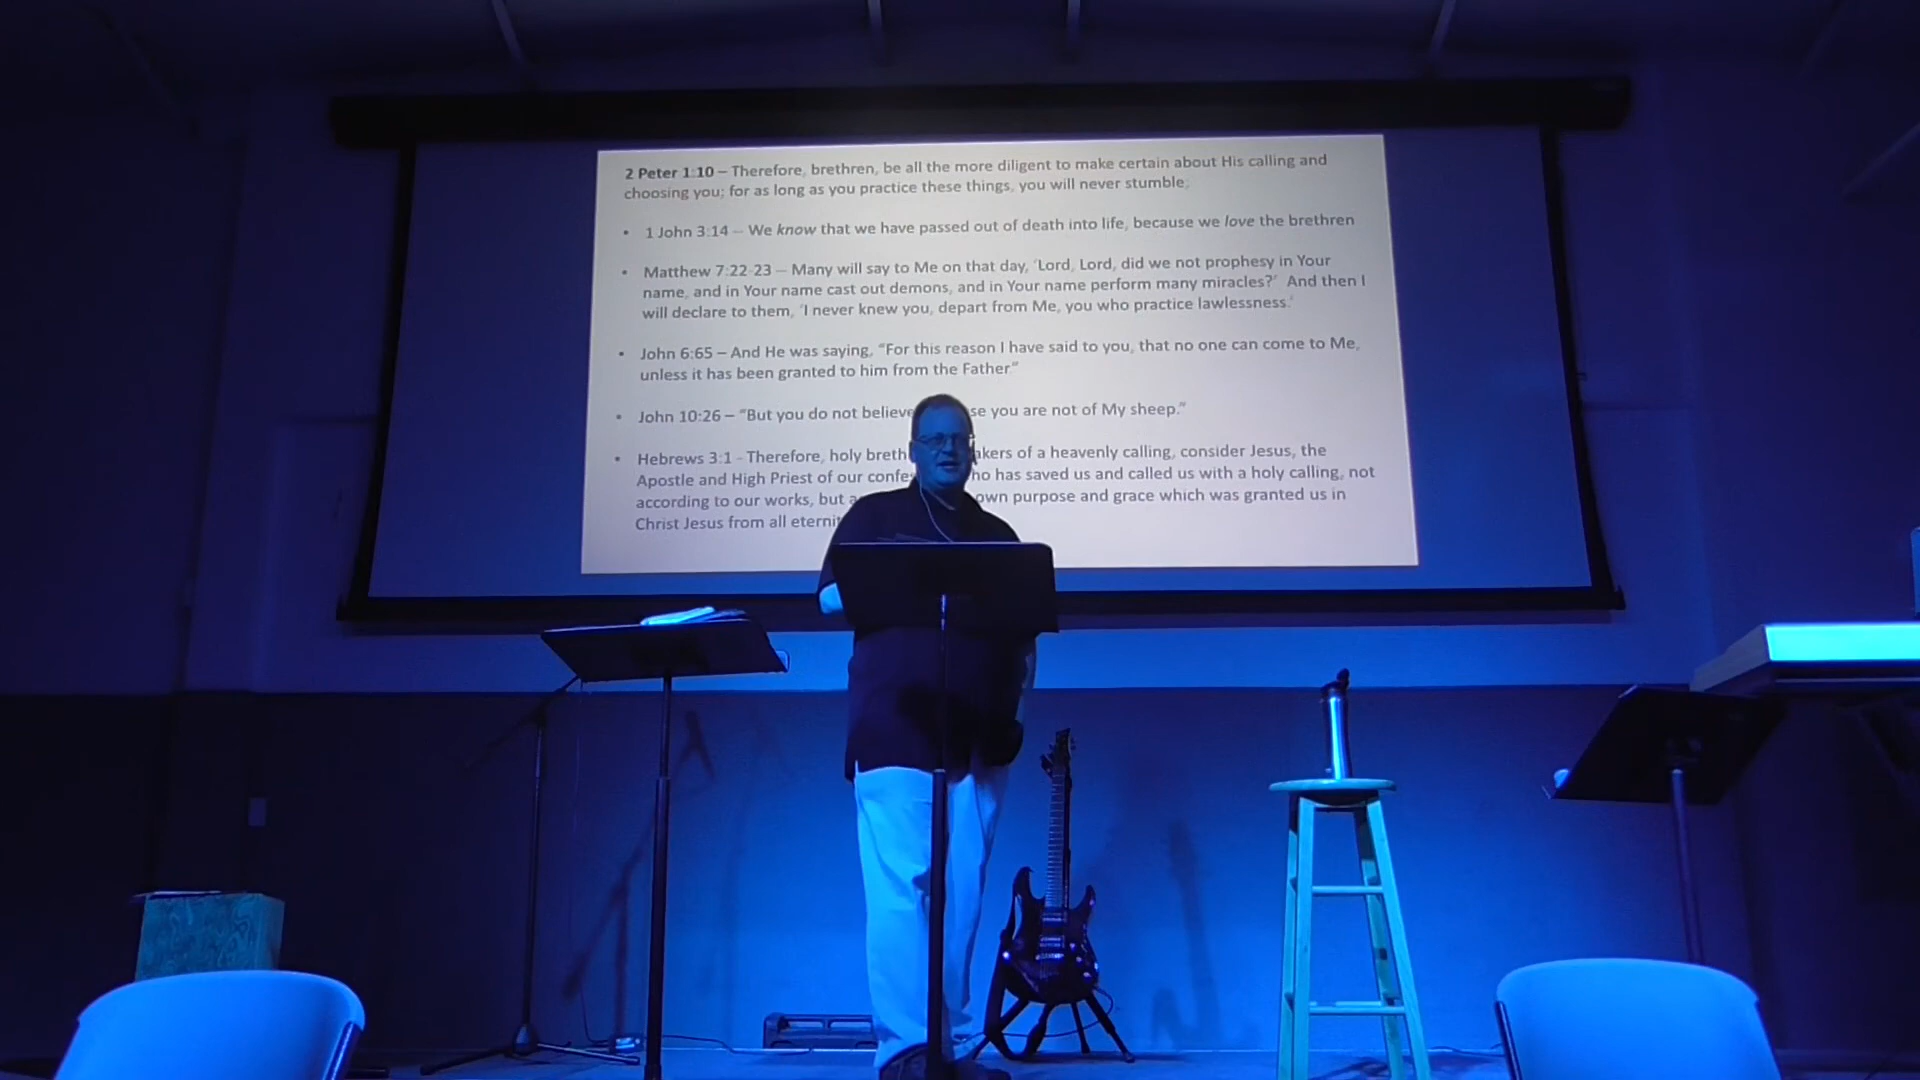 2 Peter 1:10 – Therefore, brethren, be all the more diligent to make certain about His calling and
choosing you; for as long as you practice these things, you will never stumble;
• 1 John 3:14 – We know that we have passed out of death into life, because we love the brethren
• Matthew 7:22-23 – Many will say to Me on that day, 'Lord, Lord, did we not prophesy in Your
name, and in Your name cast out demons, and in Your name perform many miracles?' And then I
will declare to them, 'I never knew you, depart from Me, you who practice lawlessness.'
• John 6:65 – And He was saying, “For this reason I have said to you, that no one can come to Me,
unless it has been granted to him from the Father”
• John 10:26 – “But you do not believe you are not of My sheep.”
• Hebrews 3:1 - Therefore, holy of a heavenly calling, consider Jesus, the
Apostle and High Priest of our has saved us and called us with a holy calling, not
according to our works, but own purpose and grace which was granted us in
Christ Jesus from all